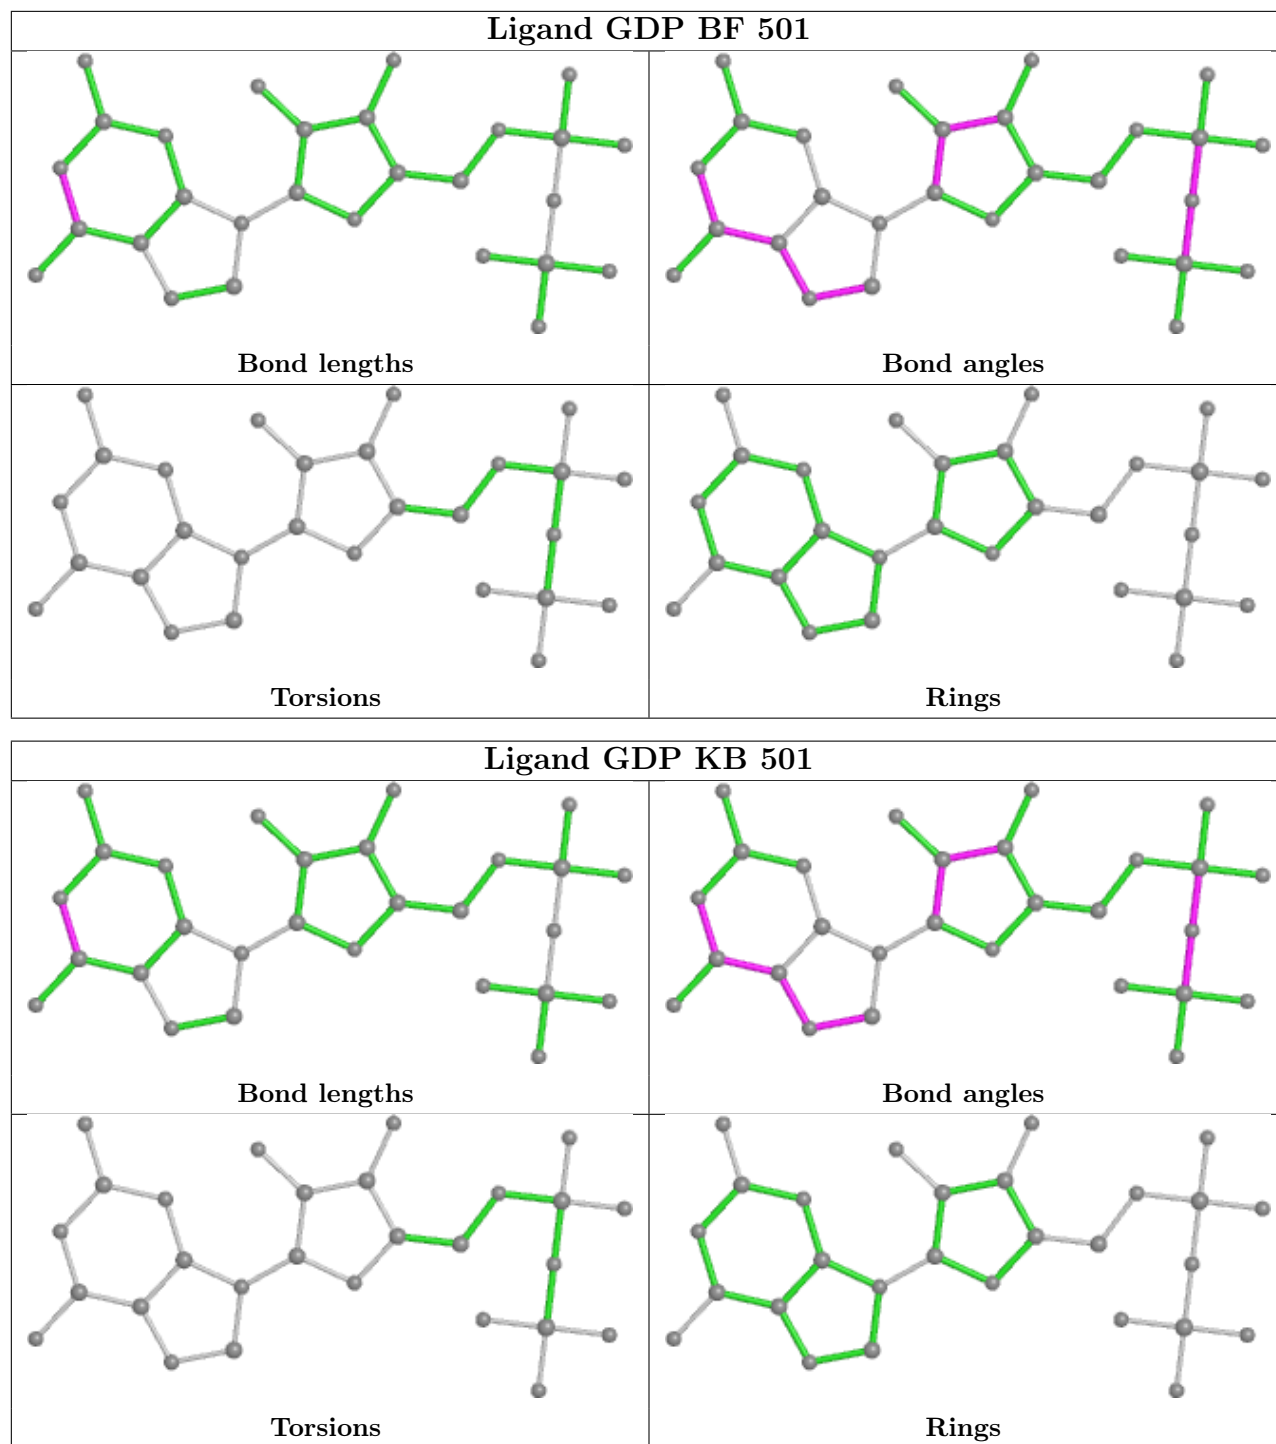 Ligand GDP BF 501
Bond lengths
Bond angles
Torsions
Rings
Ligand GDP KB 501
Bond lengths
Bond angles
Torsions
Rings